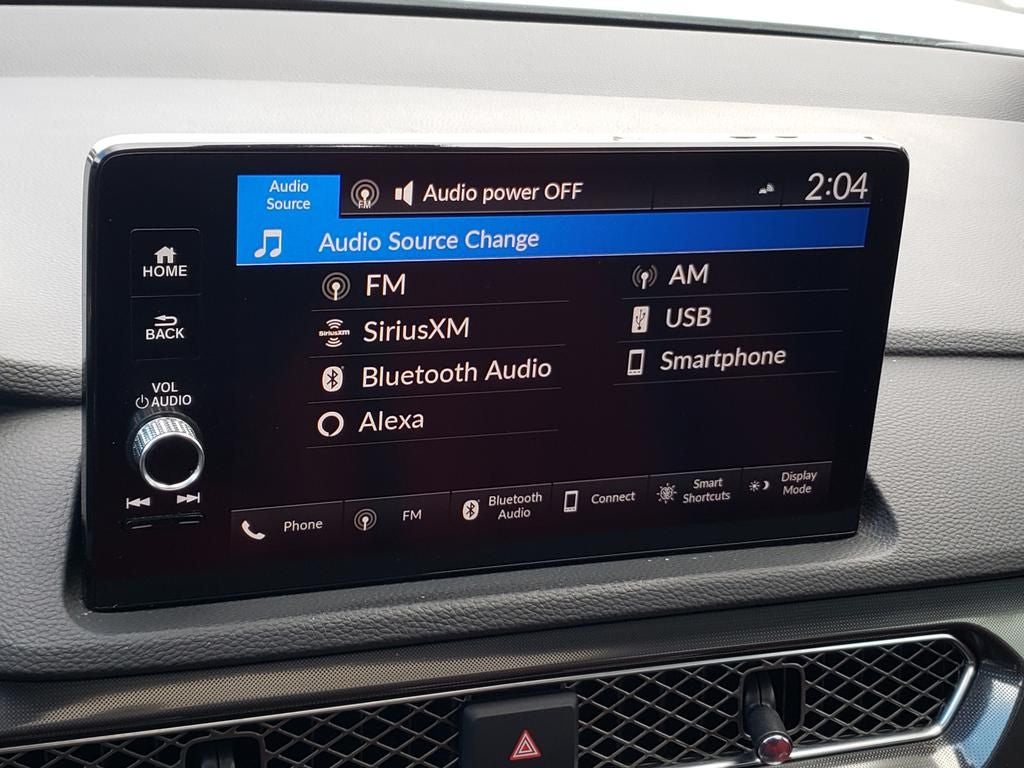 Audio
Source
FM
Audio power OFF
2:04
Audio Source Change
HOME
BACK
VOL
AUDIO
FM
AM
SiriusXM
SiriusXM
USB
Bluetooth Audio
Smartphone
Alexa
Phone
FM
Bluetooth
Audio
Connect
Smart
Shortcuts
Display
Mode